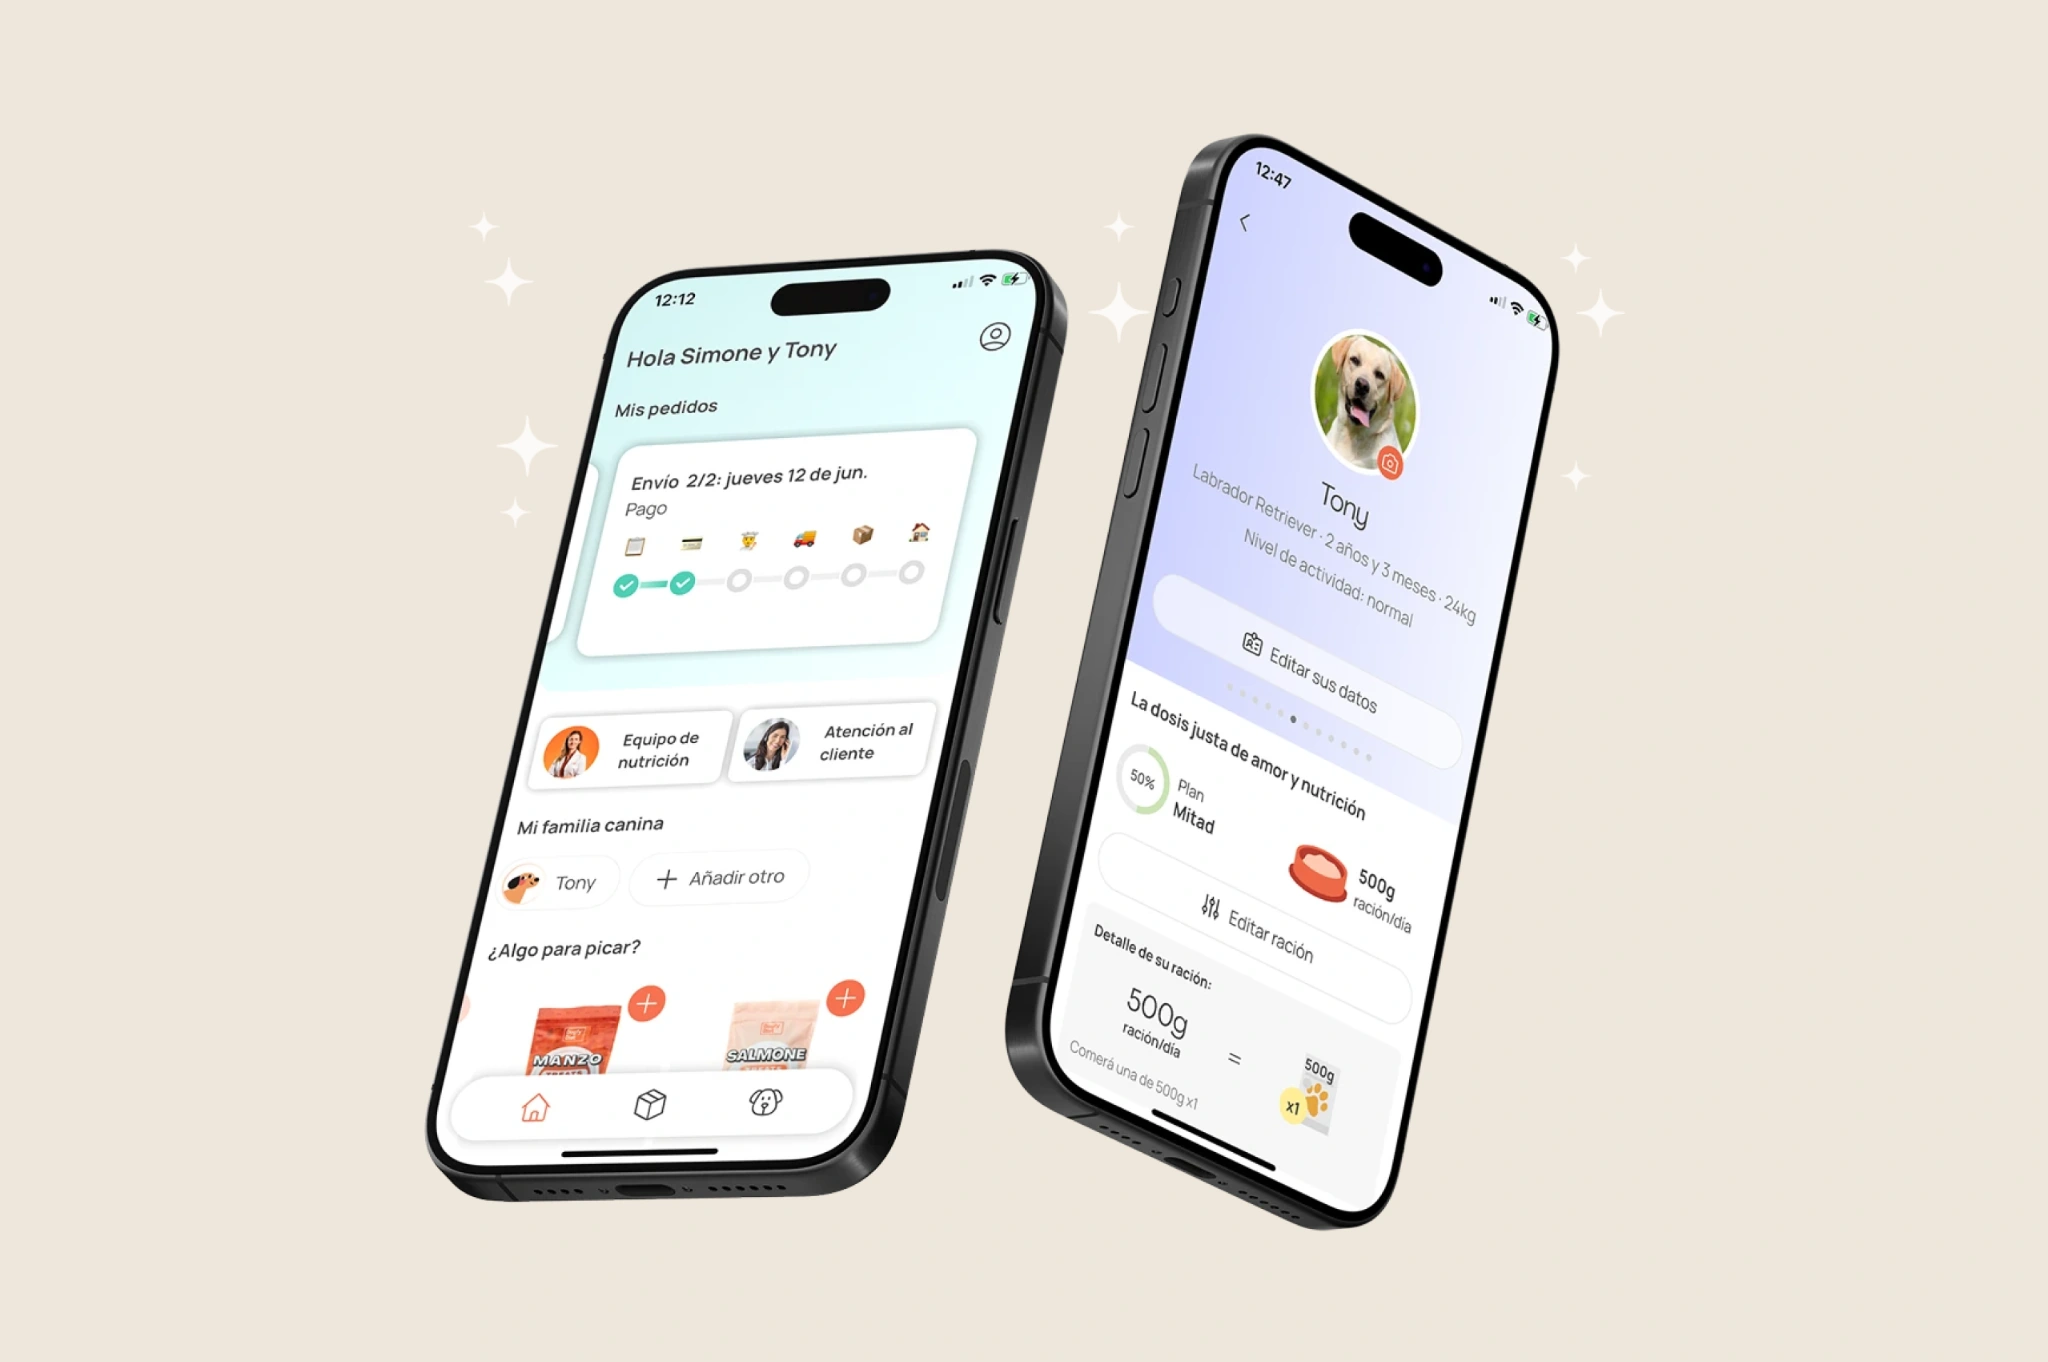 12:12
Hola Simone y Tony
Mis pedidos
Envío 2/2: jueves 12 de jun.
Pago
Equipo de
nutrición
Atención al
cliente
Mi familia canina
Tony
+ Añadir otro
¿Algo para picar?
MANZO
TREATS
SALMONE
12:47
Tony
Labrador Retriever · 2 años y 3 meses · 24kg
Nivel de actividad: normal
Editar sus datos
La dosis justa de amor y nutrición
50%
Plan
Mitad
500g
ración/día
Editar ración
Detalle de su ración:
500g
ración/día
=
500g
x1
Comerá una de 500g x1